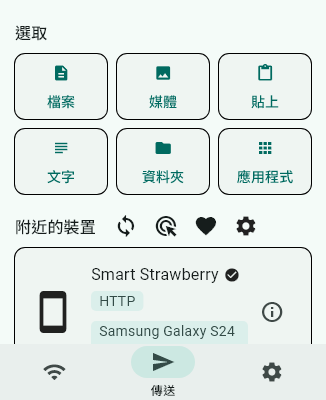 選取
檔案
媒體
貼上
文字
資料夾
應用程式
附近的裝置
Smart Strawberry
HTTP
Samsung Galaxy S24
傳送